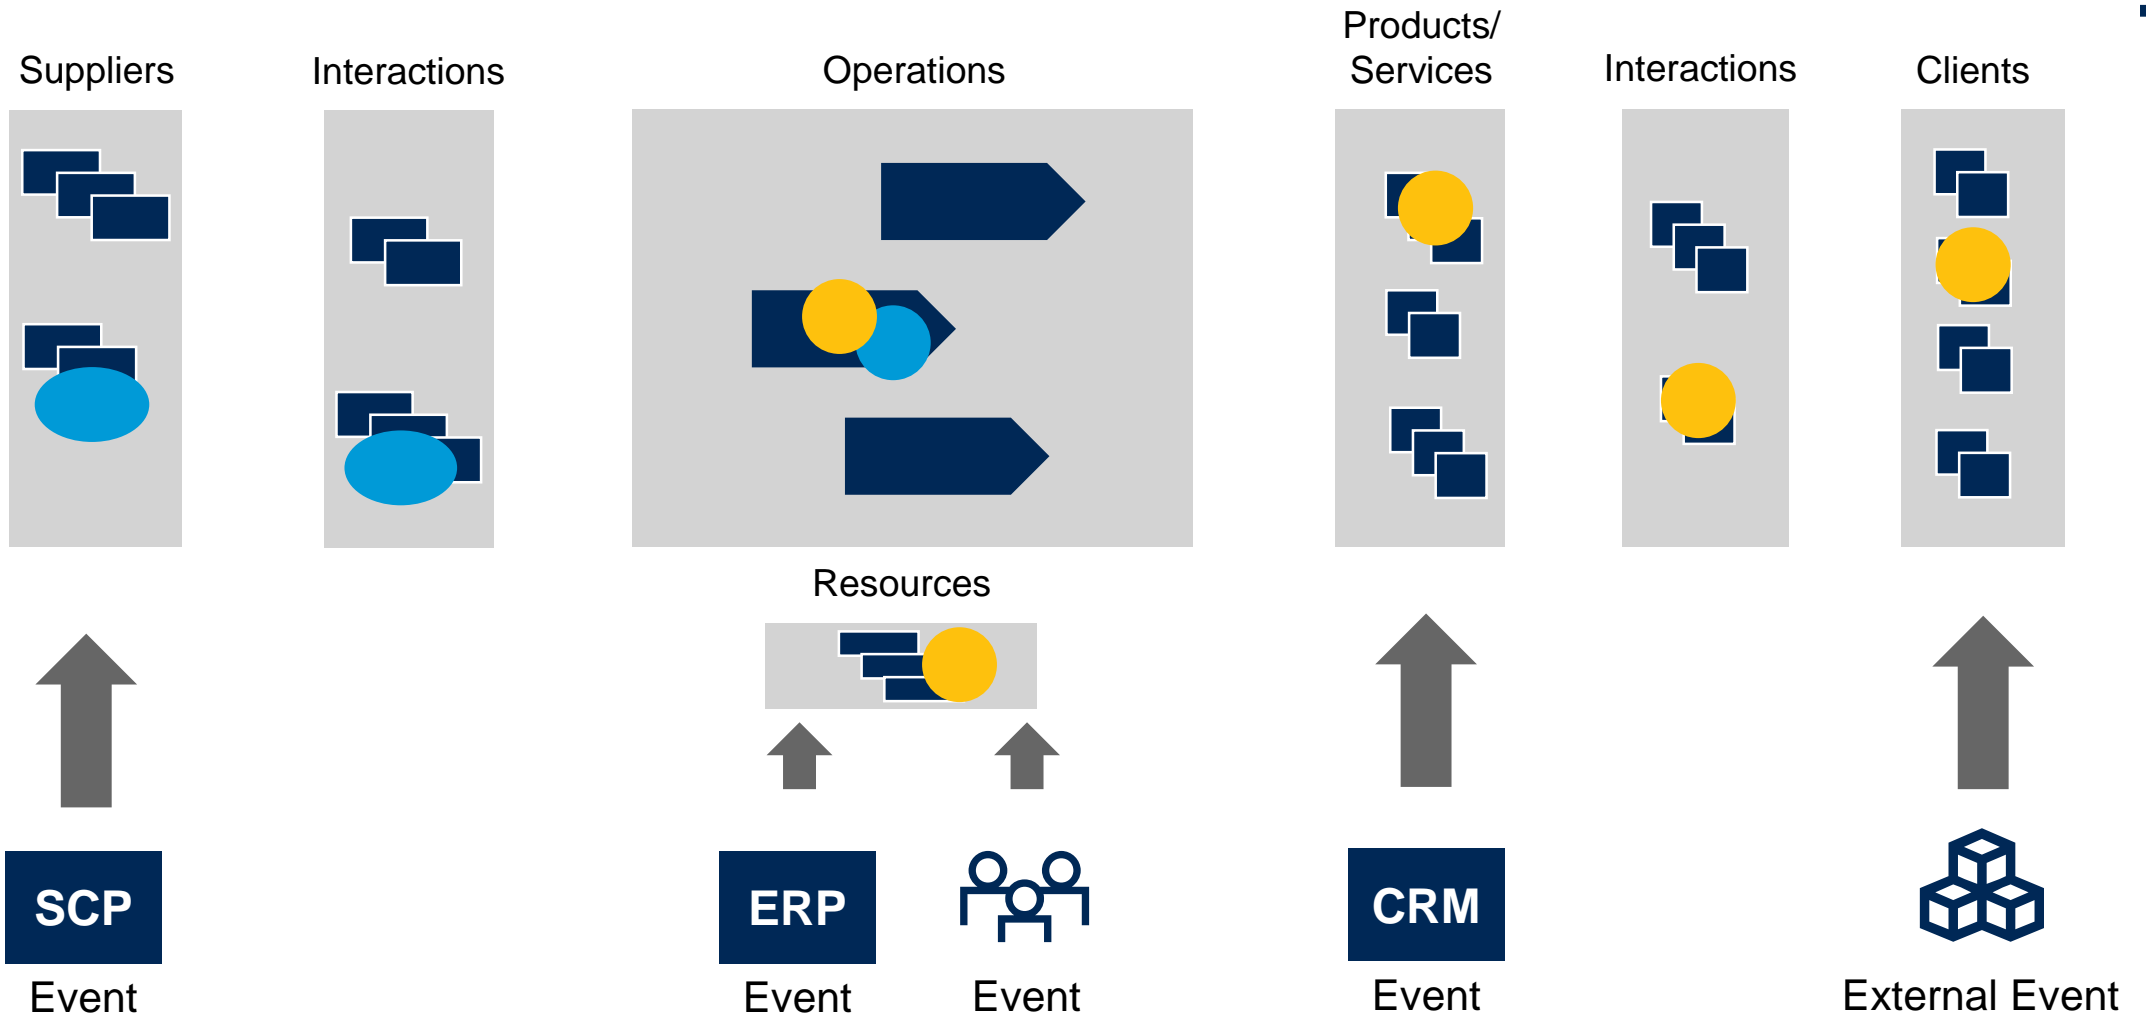 Suppliers
Interactions
Operations
Products/
Services
Interactions
Clients
Resources
SCP
Event
ERP
Event
Event
CRM
Event
External Event